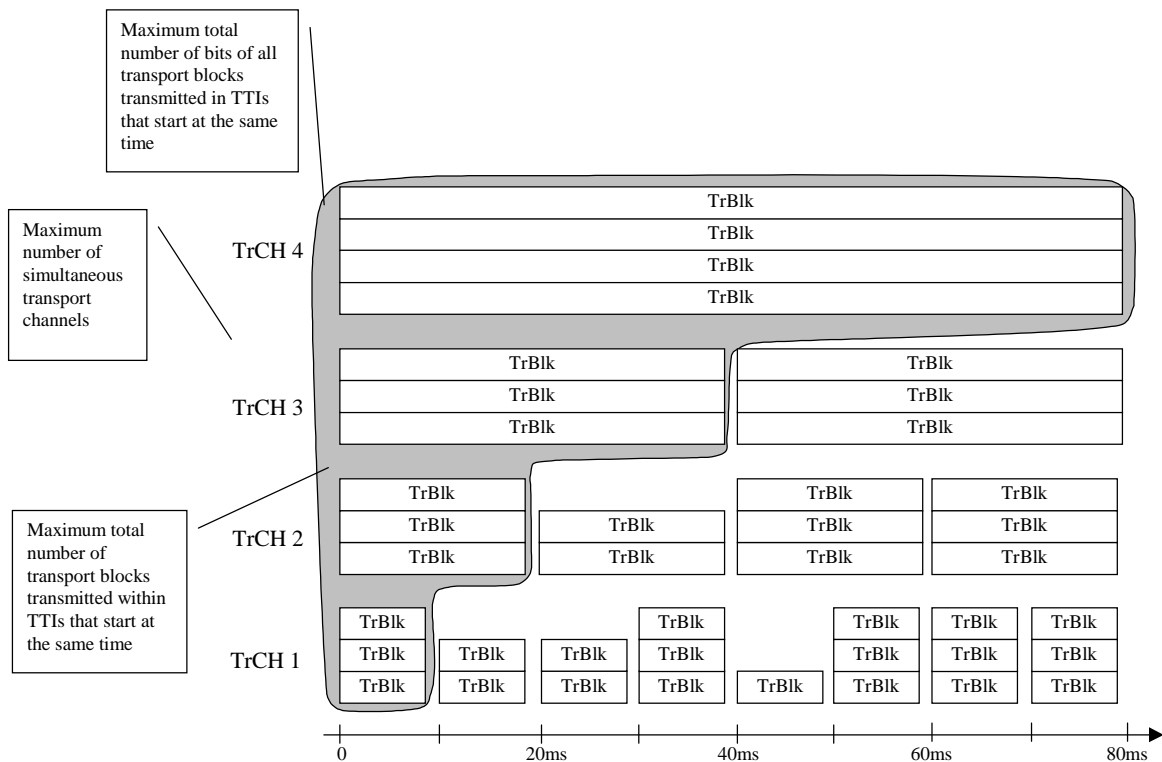 Maximum total
number of bits of all
transport blocks
transmitted in TTIs
that start at the same
time
Maximum
number of
simultaneous
transport
channels
Maximum total
number of
transport blocks
transmitted within
TTIs that start at
the same time
TrCH 4
TrBlk
TrBlk
TrBlk
TrBlk
TrCH 3
TrBlk TrBlk
TrBlk TrBlk
TrBlk TrBlk
TrCH 2
TrBlk TrBlk TrBlk
TrBlk TrBlk TrBlk TrBlk
TrBlk TrBlk TrBlk TrBlk
TrCH 1
TrBlk TrBlk TrBlk TrBlk TrBlk
TrBlk TrBlk TrBlk TrBlk TrBlk TrBlk TrBlk
TrBlk TrBlk TrBlk TrBlk TrBlk TrBlk TrBlk TrBlk
0 20ms 40ms 60ms 80ms